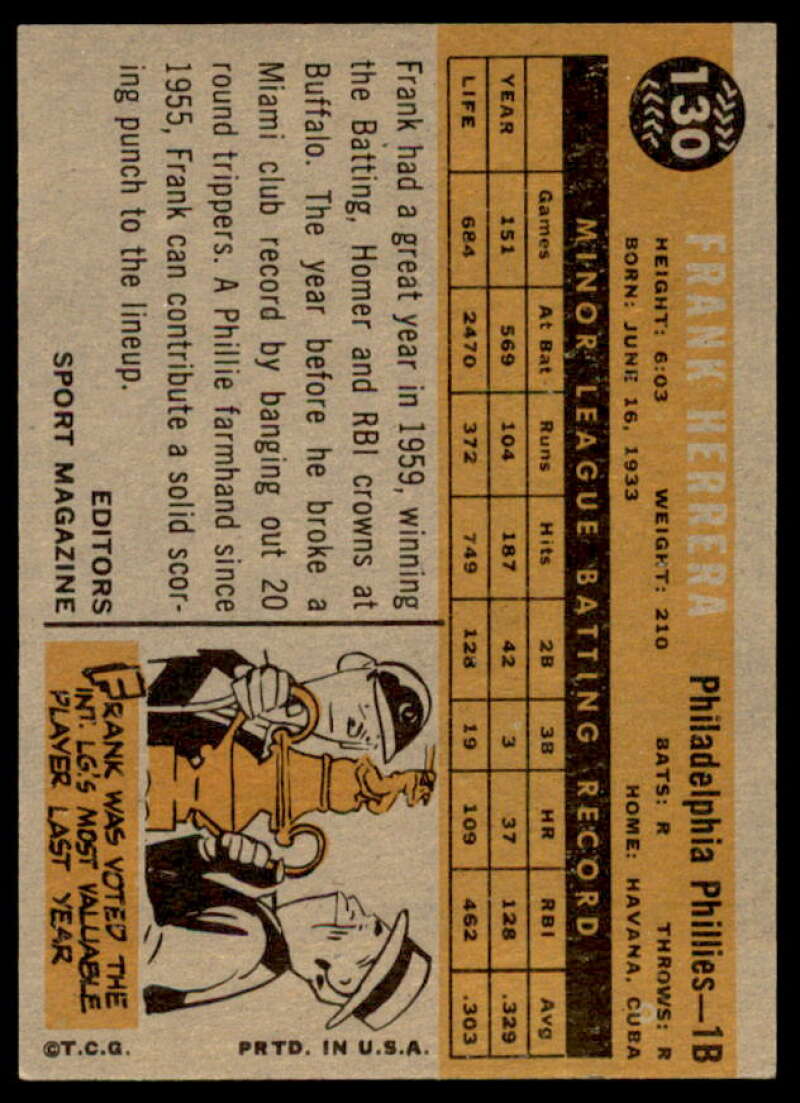 130
FRANK HERRERA Philadelphia Phillies—1B
HEIGHT: 6:03 WEIGHT: 210 BATS: R THROWS: R
BORN: JUNE 16, 1933 HOME: HAVANA, CUBA
MINOR LEAGUE BATTING RECORD
Games At Bat Runs Hits 2B 3B HR RBI Avg
YEAR 151 569 104 187 42 3 37 128 .329
LIFE 684 2470 372 749 128 19 109 462 .303
Frank had a great year in 1959, winning
the Batting, Homer and RBI crowns at
Buffalo. The year before he broke a
Miami club record by banging out 20
round trippers. A Phillie farmhand since
1955, Frank can contribute a solid scor-
ing punch to the lineup.
EDITORS
SPORT MAGAZINE
FRANK WAS VOTED THE
INT. LG.'S MOST VALUABLE
PLAYER LAST YEAR
PRTD. IN U.S.A.
©T.C.G.